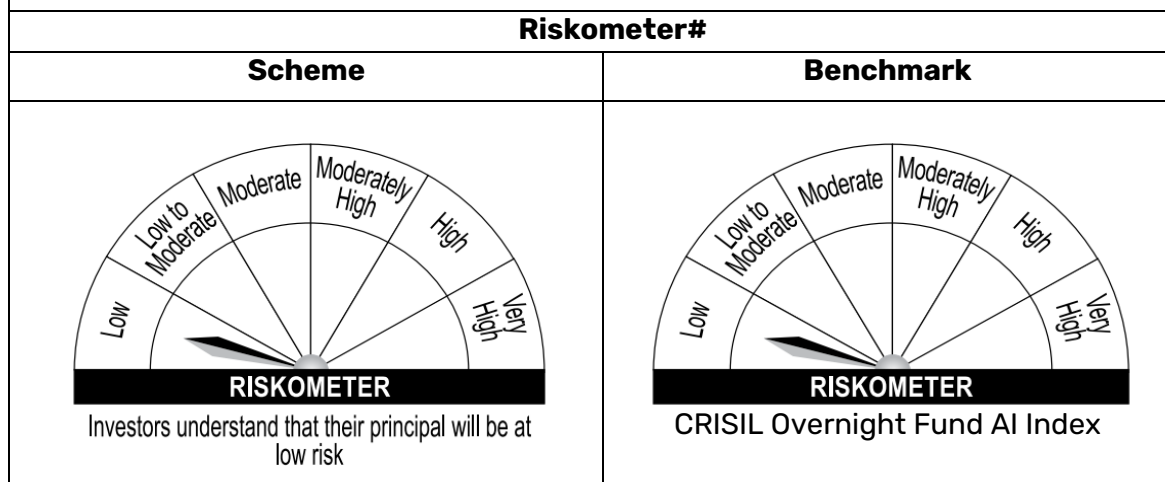 Riskometer#
Scheme
Benchmark
Low
Low to
Moderate
Moderate
Moderately
High
High
Very
High
RISKOMETER
Investors understand that their principal will be at
low risk
Low
Low to
Moderate
Moderate
Moderately
High
High
Very
High
RISKOMETER
CRISIL Overnight Fund AI Index